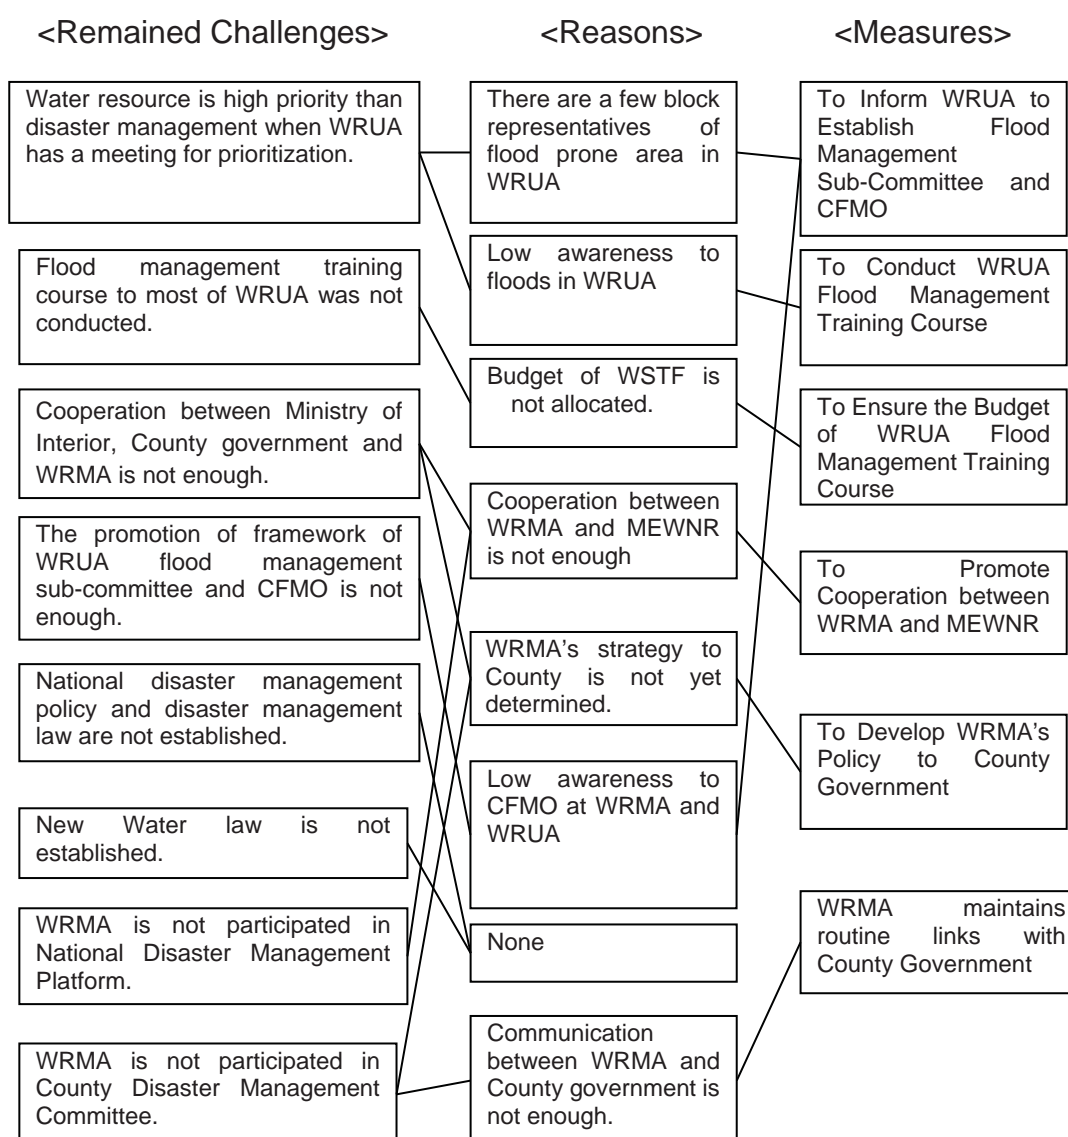 <Remained Challenges>
<Reasons>
<Measures>
Water resource is high priority than
disaster management when WRUA
has a meeting for prioritization.
Flood management training
course to most of WRUA was not
conducted.
Cooperation between Ministry of
Interior, County government and
WRMA is not enough.
The promotion of framework of
WRUA flood management
sub-committee and CFMO is not
enough.
National disaster management
policy and disaster management
law are not established.
New Water law is not
established.
WRMA is not participated in
National Disaster Management
Platform.
WRMA is not participated in
County Disaster Management
Committee.
There are a few block
representatives of
flood prone area in
WRUA
Low awareness to
floods in WRUA
Budget of WSTF is
not allocated.
Cooperation between
WRMA and MEWNR
is not enough
WRMA's strategy to
County is not yet
determined.
Low awareness to
CFMO at WRMA and
WRUA
None
Communication
between WRMA and
County government is
not enough.
To Inform WRUA to
Establish Flood
Management
Sub-Committee and
CFMO
To Conduct WRUA
Flood Management
Training Course
To Ensure the Budget
of WRUA Flood
Management Training
Course
To Promote
Cooperation between
WRMA and MEWNR
To Develop WRMA's
Policy to County
Government
WRMA maintains
routine links with
County Government